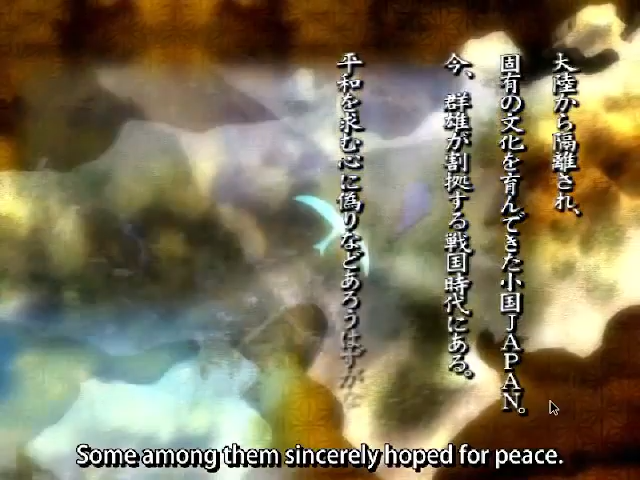 大陸から隔離され、
固有の文化を育んできた小国ＪＡＰＡＮ。
今、群雄が割拠する戦国時代にある。
平和を求む心に偽りなどあろうはずがな
Some among them sincerely hoped for peace.